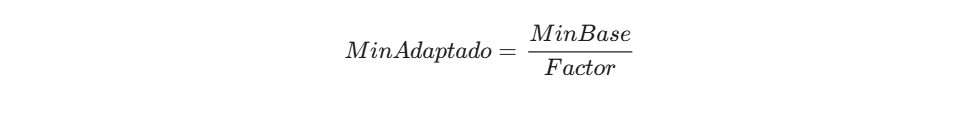 MinAdaptado = MinBase / Factor